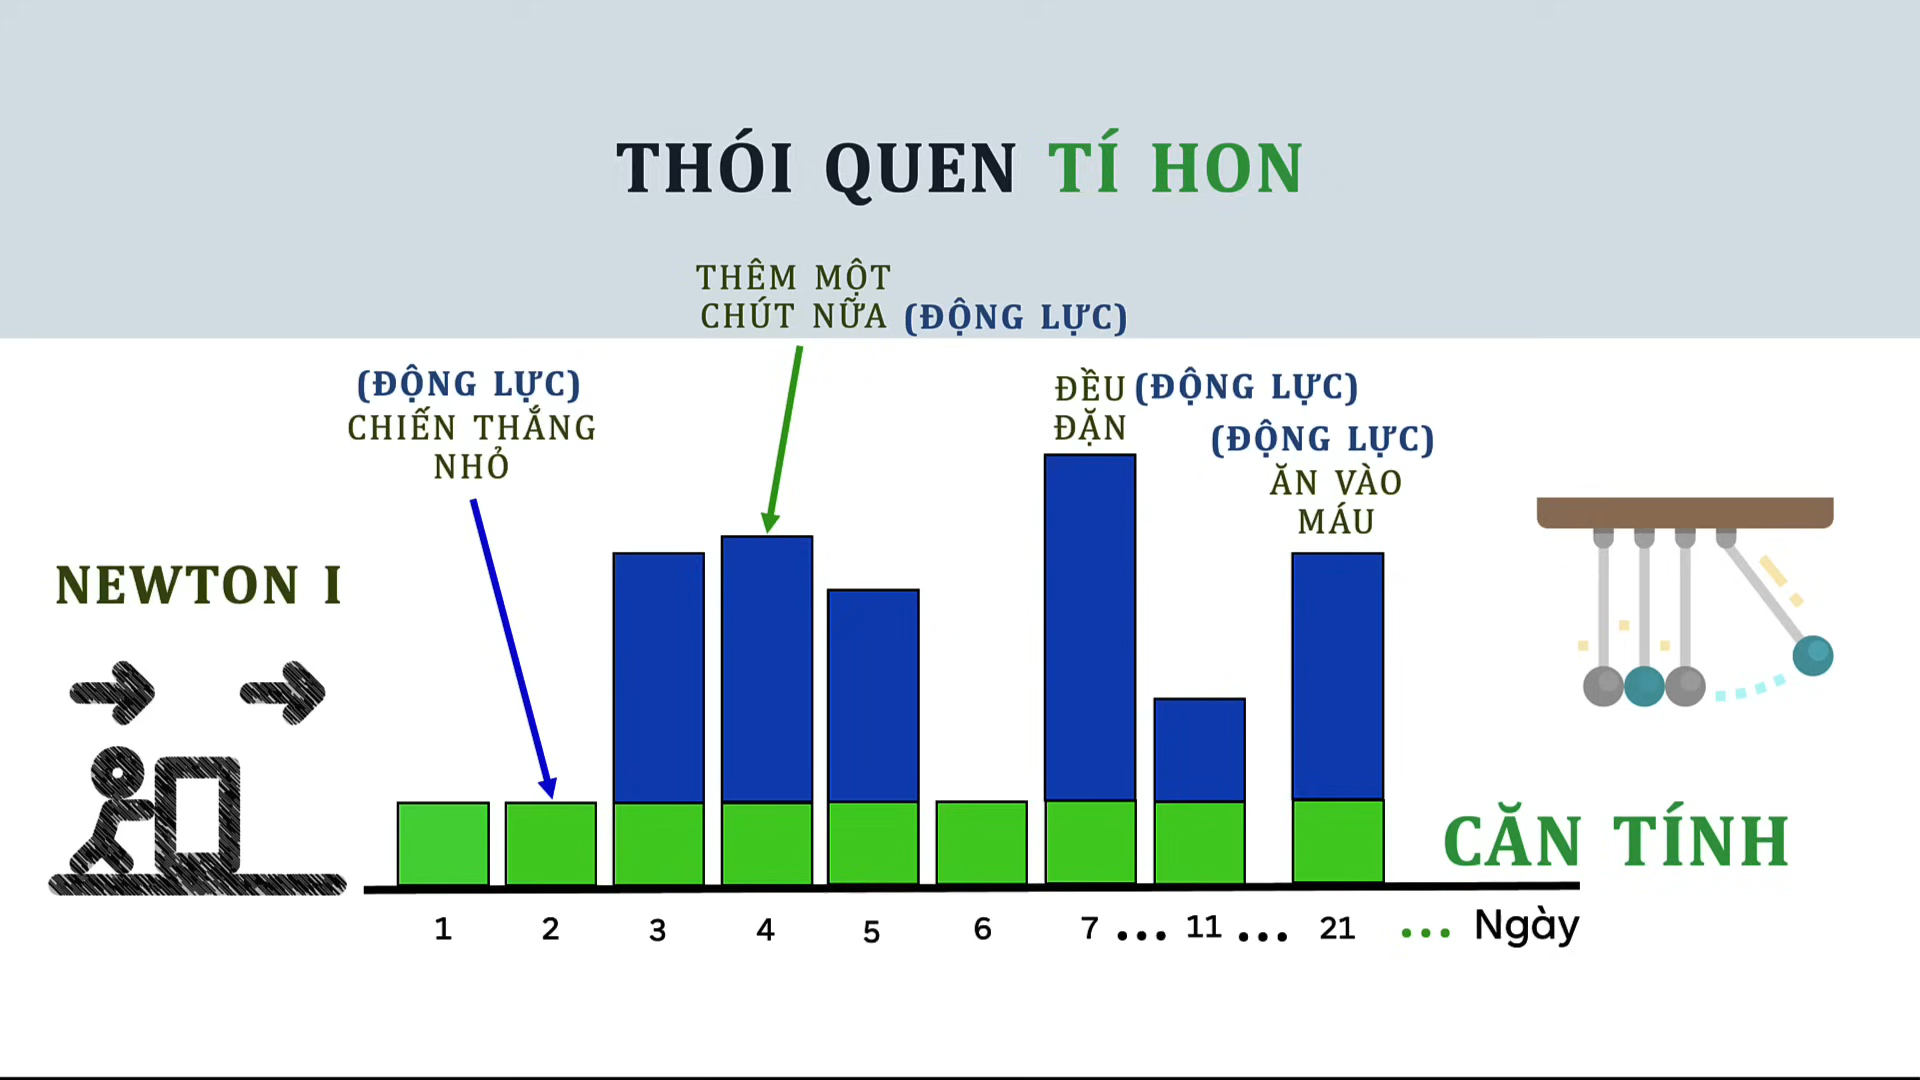 THÓI QUEN TÍ HON
THÊM MỘT
CHÚT NỮA (ĐỘNG LỰC)
(ĐỘNG LỰC)
CHIẾN THẮNG
NHỎ
ĐỀU (ĐỘNG LỰC)
ĐẶN
(ĐỘNG LỰC)
ĂN VÀO
MÁU
NEWTON I
CĂN TÍNH
1 2 3 4 5 6 7 ... 11 ... 21 ... Ngày